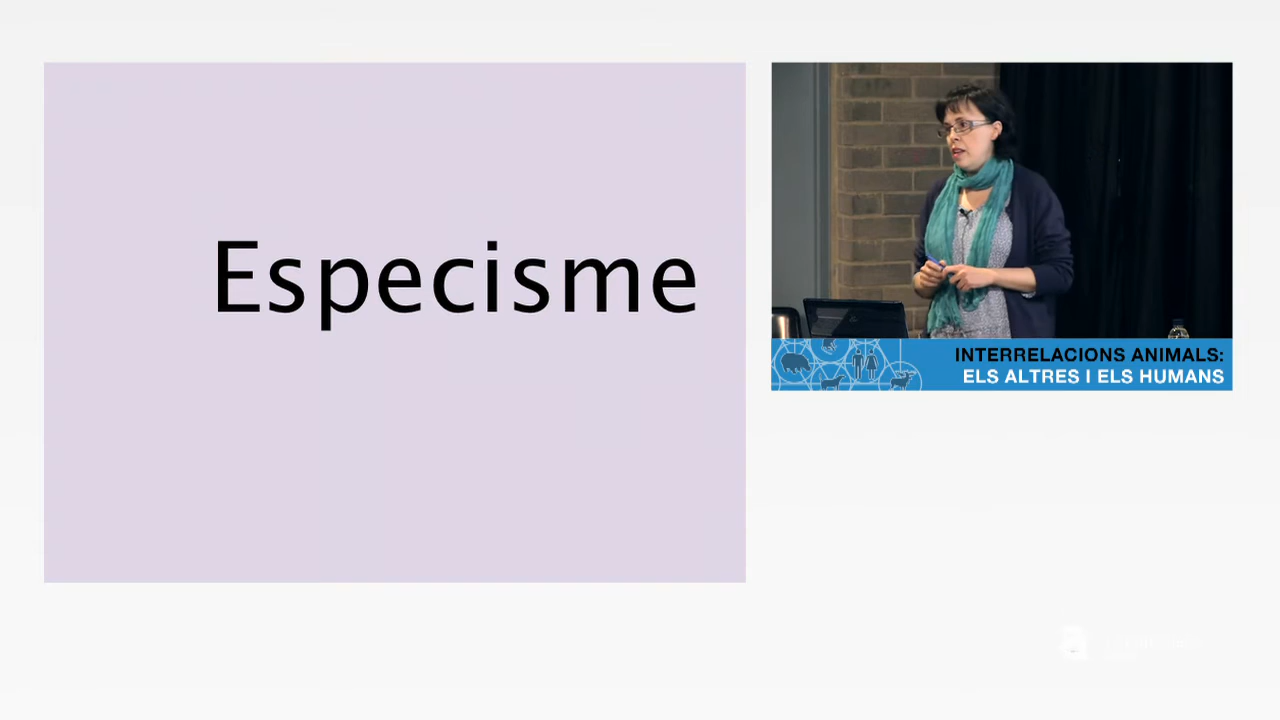 Especisme
INTERRELACIONS ANIMALS:
ELS ALTRES I ELS HUMANS